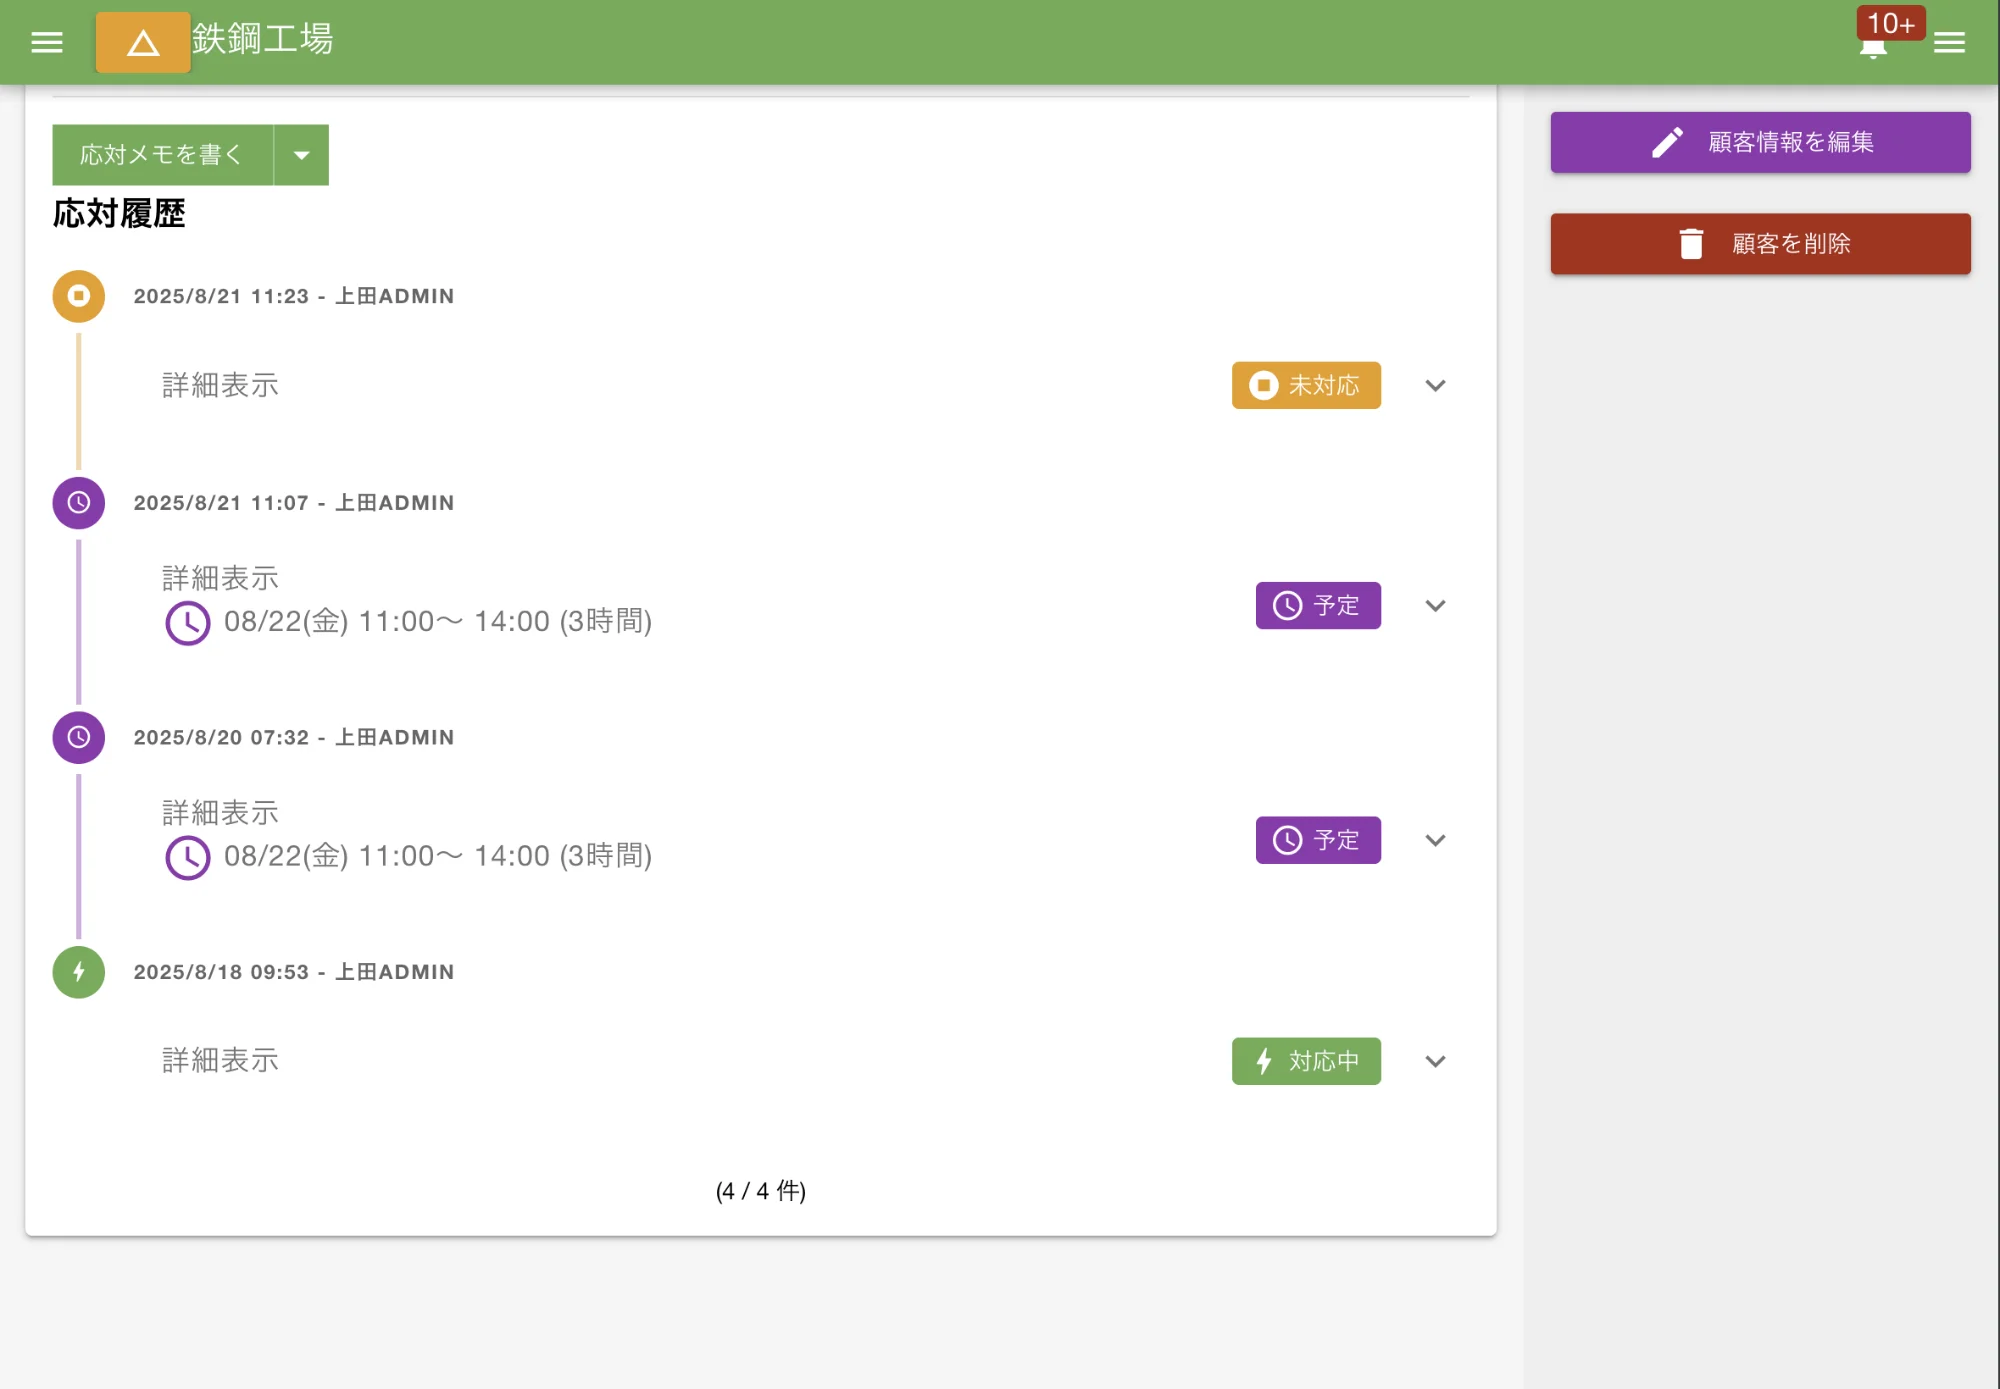 鉄鋼工場
10+
応対メモを書く
顧客情報を編集
顧客を削除
応対履歴
2025/8/21 11:23 - 上田ADMIN
詳細表示
未対応
2025/8/21 11:07 - 上田ADMIN
詳細表示
08/22(金) 11:00〜 14:00 (3時間)
予定
2025/8/20 07:32 - 上田ADMIN
詳細表示
08/22(金) 11:00〜 14:00 (3時間)
予定
2025/8/18 09:53 - 上田ADMIN
詳細表示
対応中
(4 / 4 件)